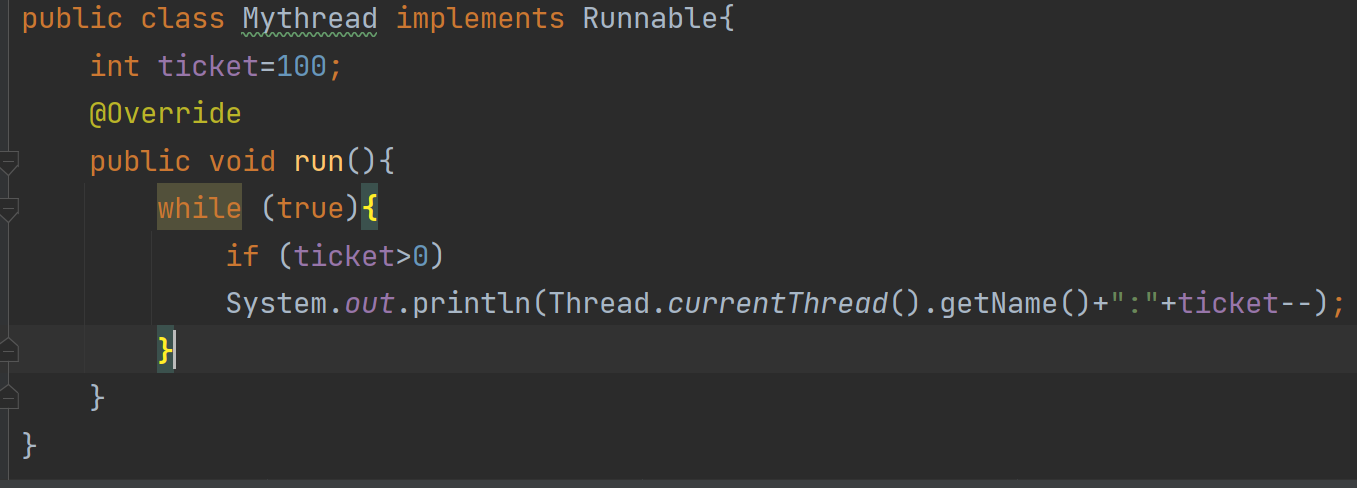 public class Mythread implements Runnable{
int ticket=100;
@Override
public void run(){
while (true){
if (ticket>0)
System.out.println(Thread.currentThread().getName()+":"+ticket--);
}
}
}